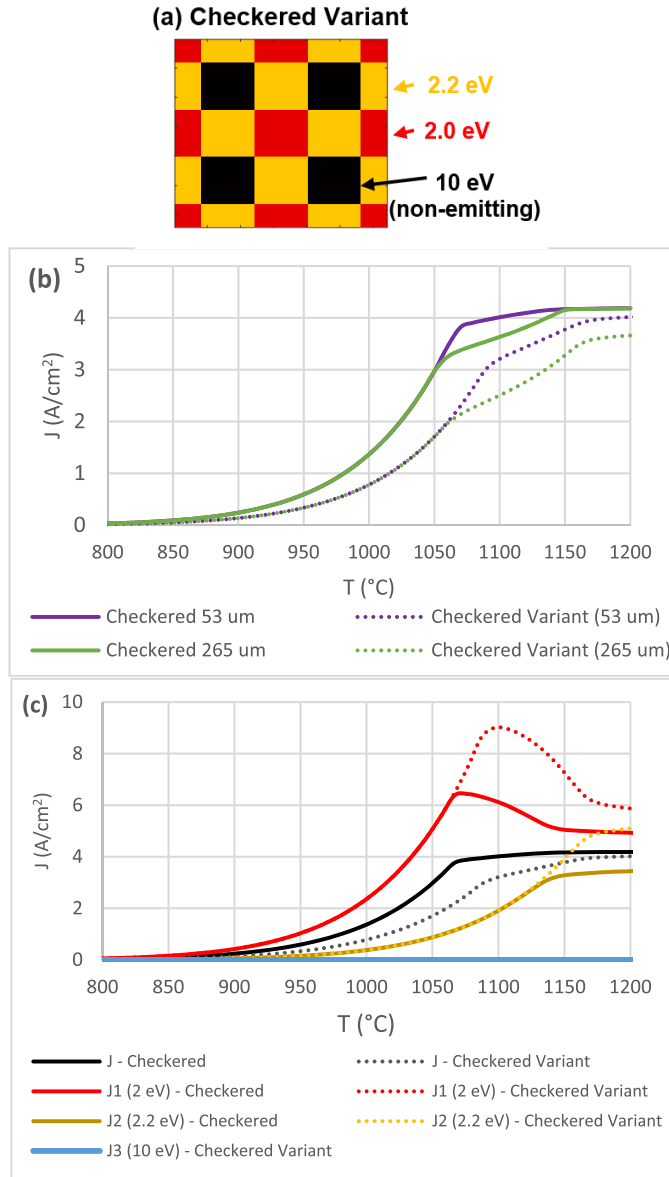 (a) Checkered Variant
2.2 eV
2.0 eV
10 eV
(non-emitting)
(b)
5
4
3
2
1
0
J (A/cm²)
800 850 900 950 1000 1050 1100 1150 1200
T (°C)
Checkered 53 um
Checkered Variant (53 um)
Checkered 265 um
Checkered Variant (265 um)
(c)
10
8
6
4
2
0
J (A/cm²)
800 850 900 950 1000 1050 1100 1150 1200
T (°C)
J - Checkered
J - Checkered Variant
J1 (2 eV) - Checkered
J1 (2 eV) - Checkered Variant
J2 (2.2 eV) - Checkered
J2 (2.2 eV) - Checkered Variant
J3 (10 eV) - Checkered Variant